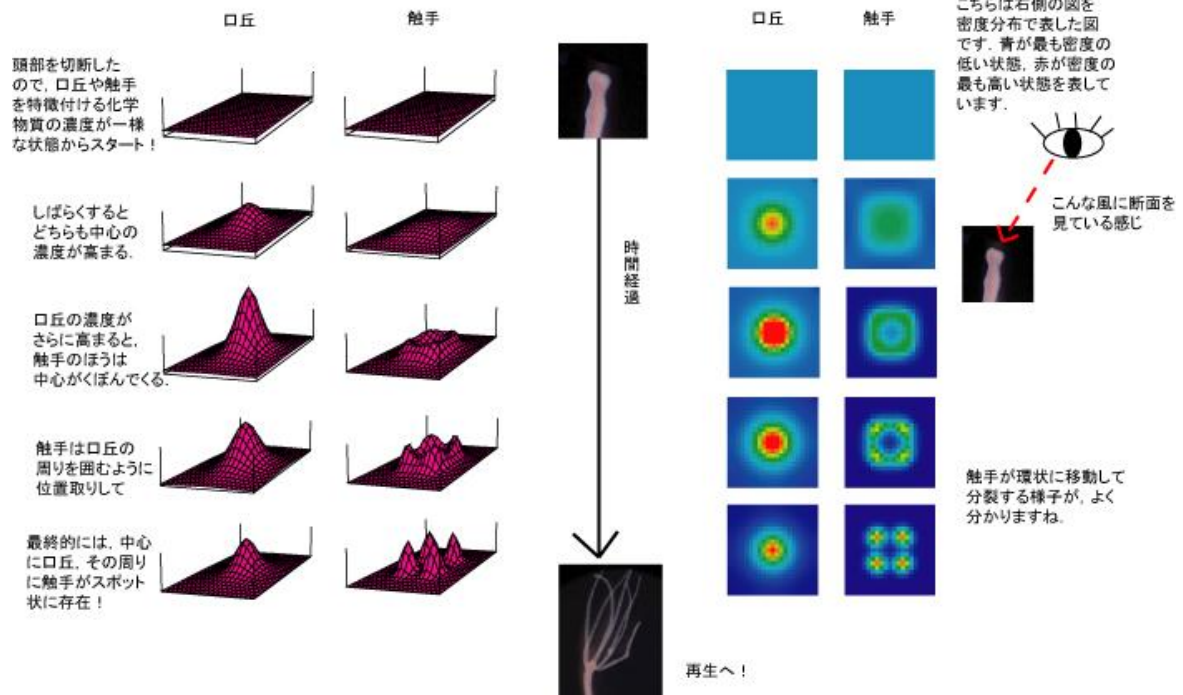 口丘
触手
頭部を切断した
ので, 口丘や触手
を特徴付ける化学
物質の濃度が一様
な状態からスタート！
しばらくすると
どちらも中心の
濃度が高まる.
口丘の濃度が
さらに高まると,
触手のほうは
中心がくぼんでくる.
触手は口丘の
周りを囲むように
位置取りして
最終的には, 中心
に口丘, その周り
に触手がスポット
状に存在！
時間経過
再生へ！
口丘
触手
こちらは右側の図を
密度分布で表した図
です. 青が最も密度の
低い状態, 赤が密度の
最も高い状態を表して
います.
こんな風に断面を
見ている感じ
触手が環状に移動して
分裂する様子が, よく
分かりますね.